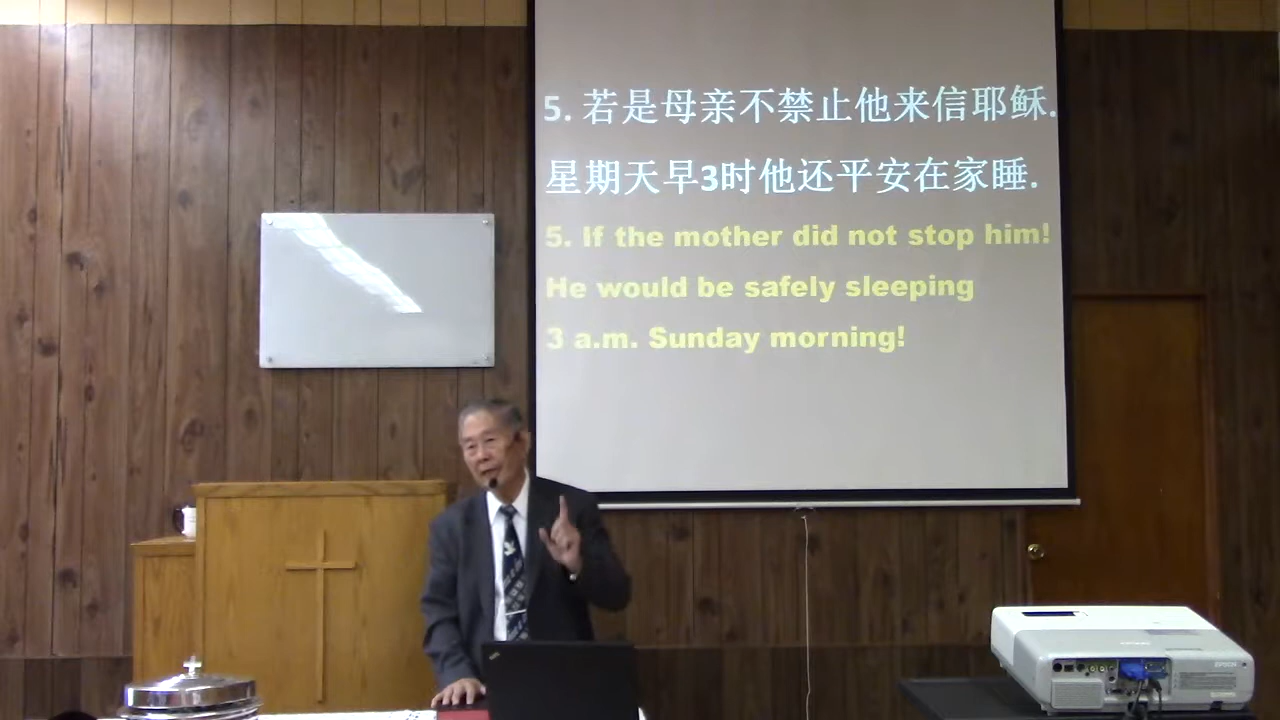 5. 若是母亲不禁止他来信耶稣.
星期天早3时他还平安在家睡.
5. If the mother did not stop him!
He would be safely sleeping
3 a.m. Sunday morning!
EPSON